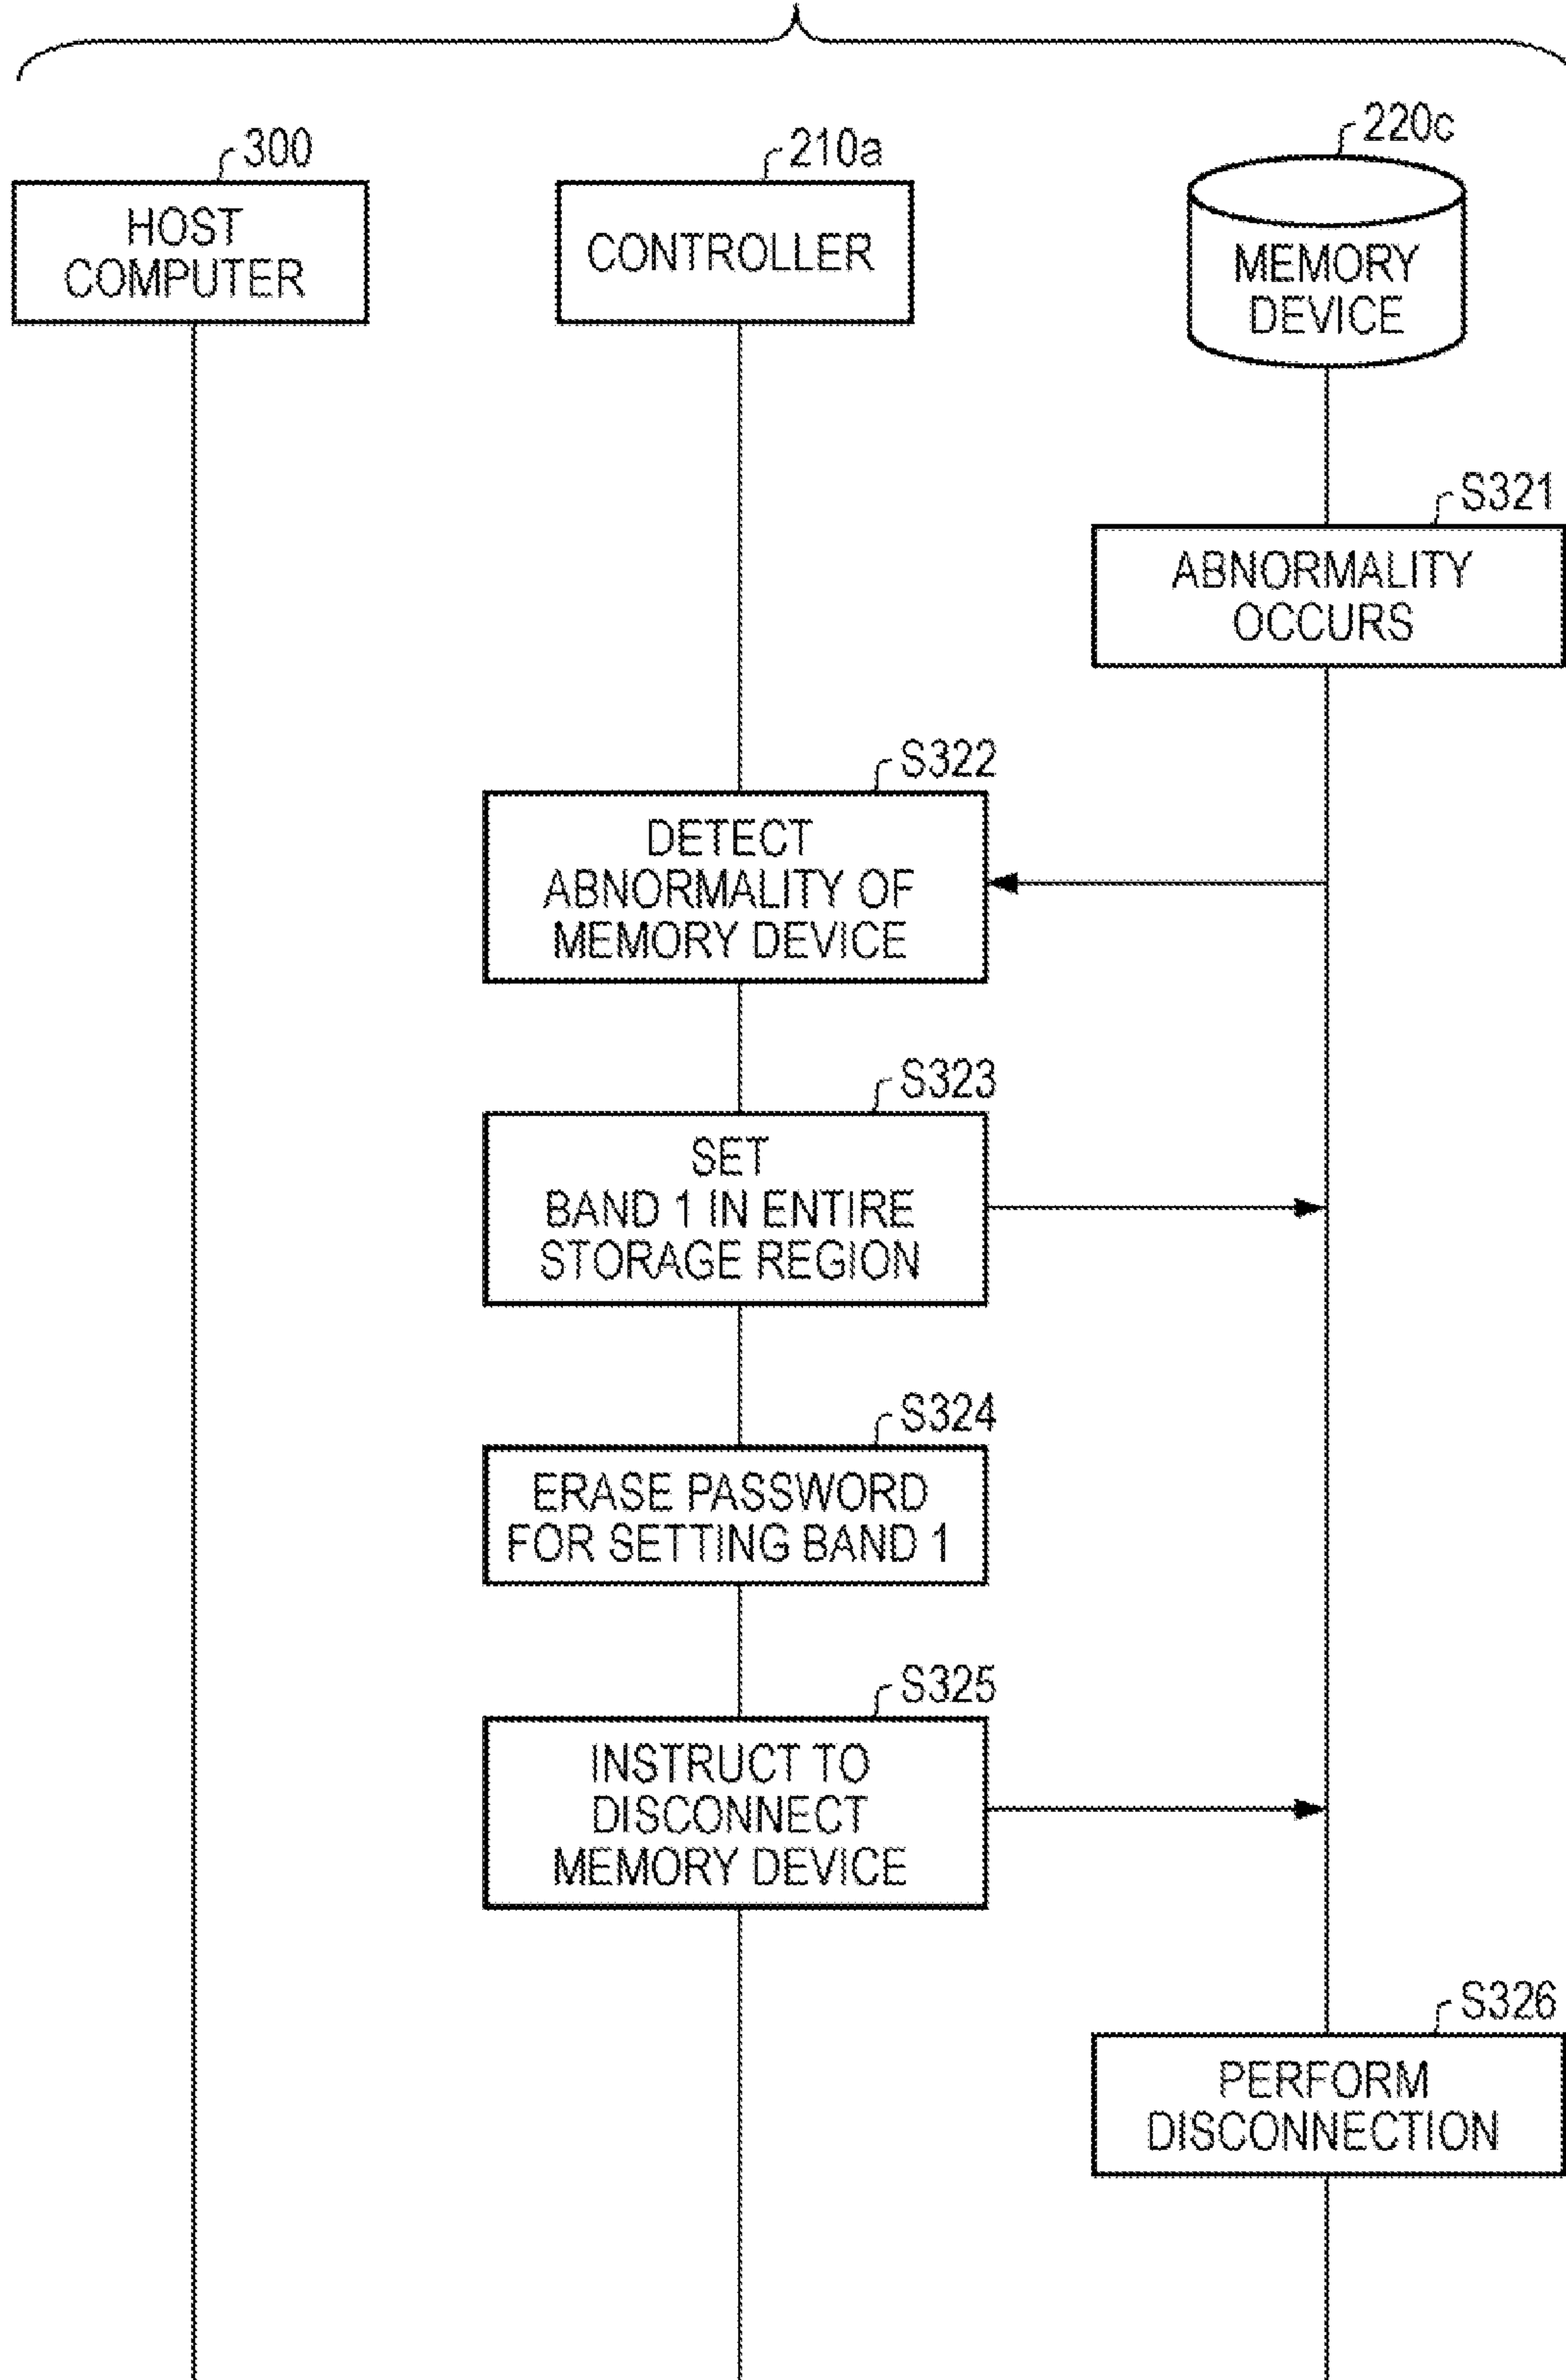 300
HOST
COMPUTER
210a
CONTROLLER
220c
MEMORY
DEVICE
S321
ABNORMALITY
OCCURS
S322
DETECT
ABNORMALITY OF
MEMORY DEVICE
S323
SET
BAND 1 IN ENTIRE
STORAGE REGION
S324
ERASE PASSWORD
FOR SETTING BAND 1
S325
INSTRUCT TO
DISCONNECT
MEMORY DEVICE
S326
PERFORM
DISCONNECTION